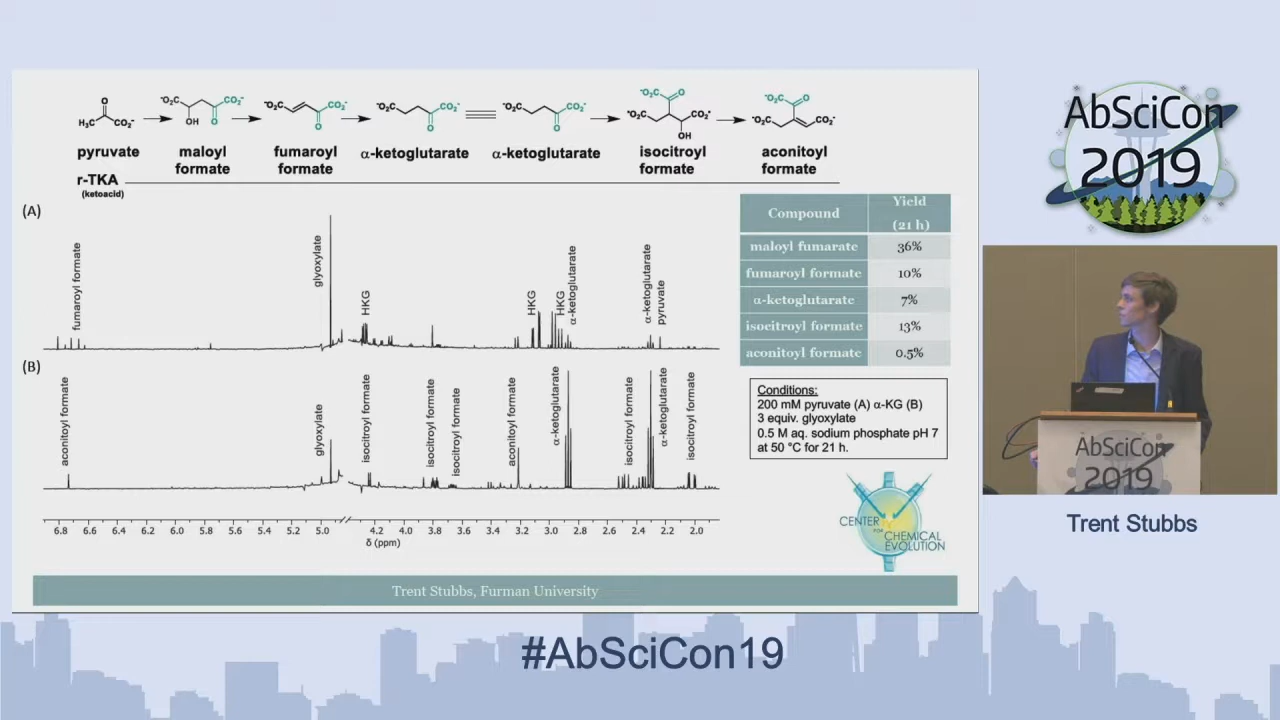 ⁻O₂C CO₂⁻ ⁻O₂C CO₂⁻ ⁻O₂C CO₂⁻ ⁻O₂C CO₂⁻ ⁻O₂C ⁻O₂C
O O
H₃C CO₂⁻ OH O O O O ⁻O₂C CO₂⁻ ⁻O₂C CO₂⁻
OH
pyruvate maloyl formate fumaroyl formate α-ketoglutarate α-ketoglutarate isocitroyl formate aconitoyl formate
r-TKA
(ketoacid)
(A)
fumaroyl formate
glyoxylate
HKG
HKG
HKG
α-ketoglutarate
α-ketoglutarate
pyruvate
(B)
aconitoyl formate
glyoxylate
isocitroyl formate
isocitroyl formate
isocitroyl formate
aconitoyl formate
α-ketoglutarate
isocitroyl formate
α-ketoglutarate
isocitroyl formate
6.8 6.6 6.4 6.2 6.0 5.8 5.6 5.4 5.2 5.0 4.2 4.0 3.8 3.6 3.4 3.2 3.0 2.8 2.6 2.4 2.2 2.0
δ (ppm)
Compound Yield (21 h)
maloyl fumarate 36%
fumaroyl formate 10%
α-ketoglutarate 7%
isocitroyl formate 13%
aconitoyl formate 0.5%
Conditions:
200 mM pyruvate (A) α-KG (B)
3 equiv. glyoxylate
0.5 M aq. sodium phosphate pH 7
at 50 °C for 21 h.
CENTER
FOR
CHEMICAL
EVOLUTION
Trent Stubbs, Furman University
AbSciCon
2019
AbSciCon
2019
Trent Stubbs
#AbSciCon19